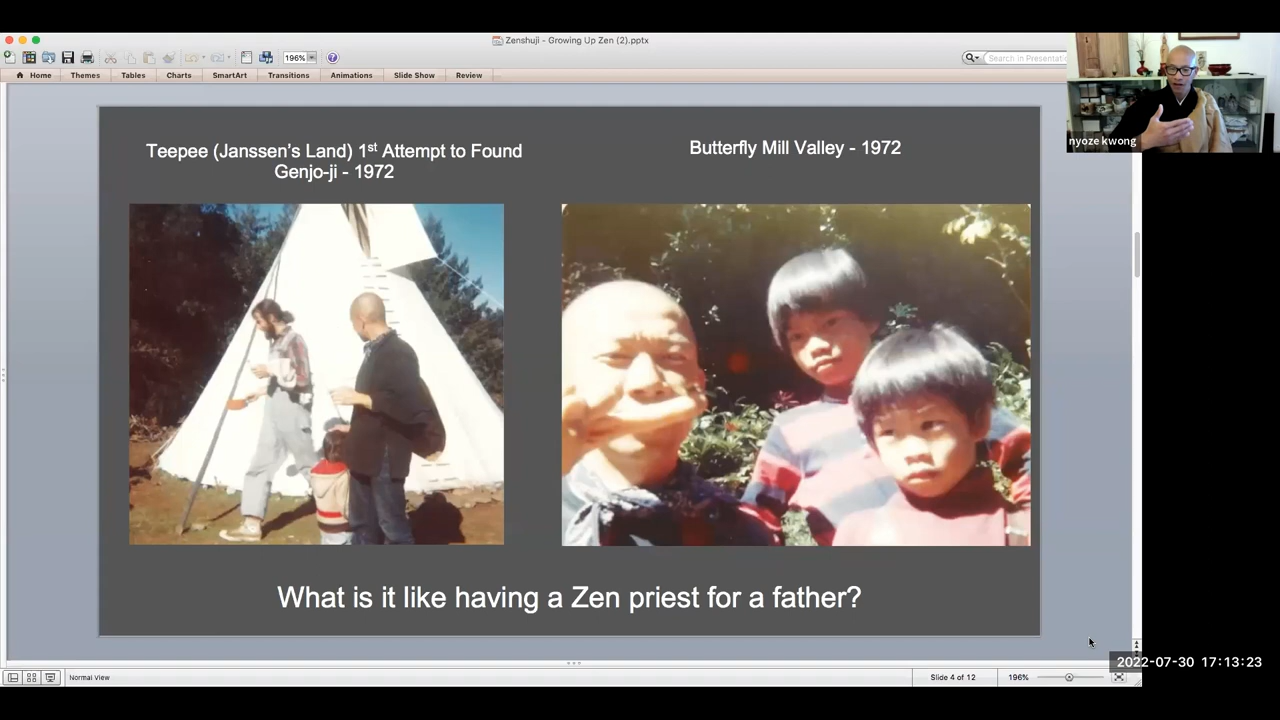 Zenshuji - Growing Up Zen (2).pptx
196%
Search in Presentati
Home Themes Tables Charts SmartArt Transitions Animations Slide Show Review
nyoze kwong
Teepee (Janssen's Land) 1st Attempt to Found
Genjo-ji - 1972
Butterfly Mill Valley - 1972
What is it like having a Zen priest for a father?
2022-07-30 17:13:23
Normal View
Slide 4 of 12
196%